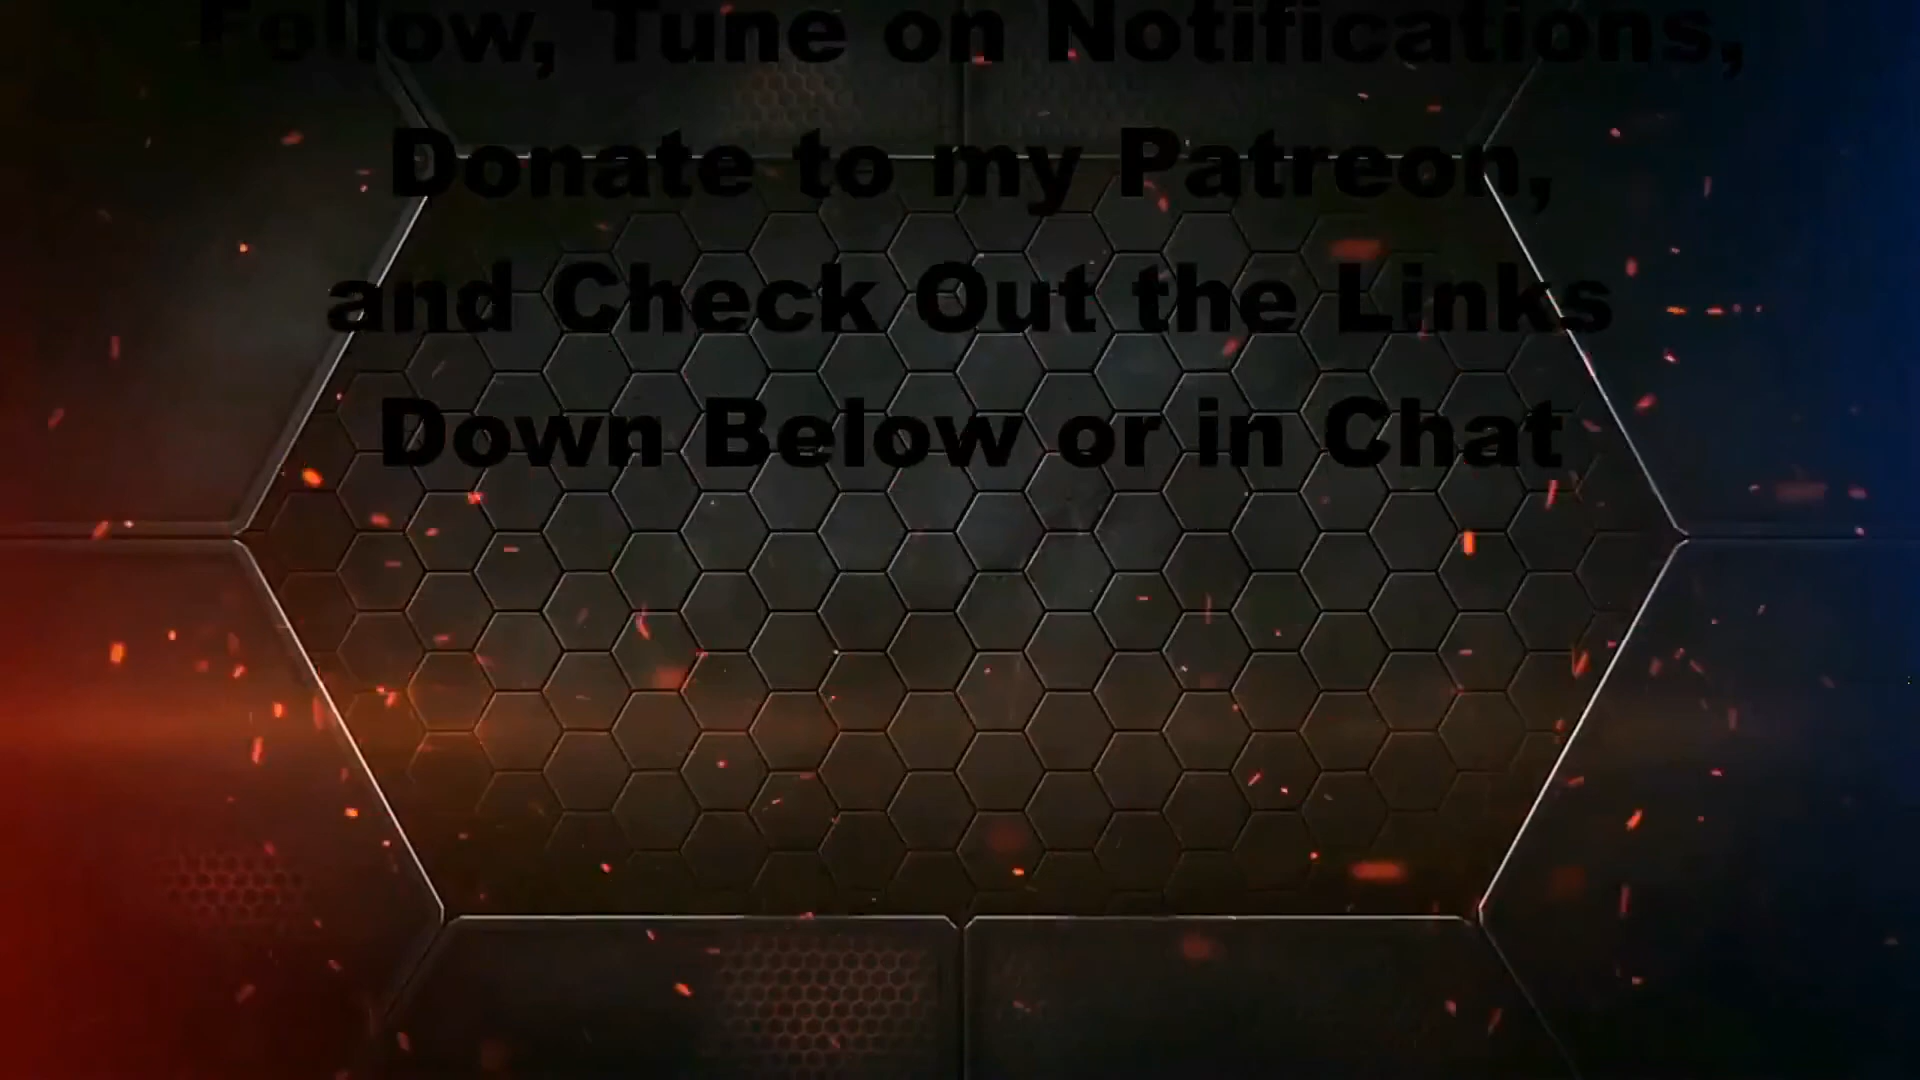 Follow, Tune on Notifications,
Donate to my Patreon,
and Check Out the Links
Down Below or in Chat